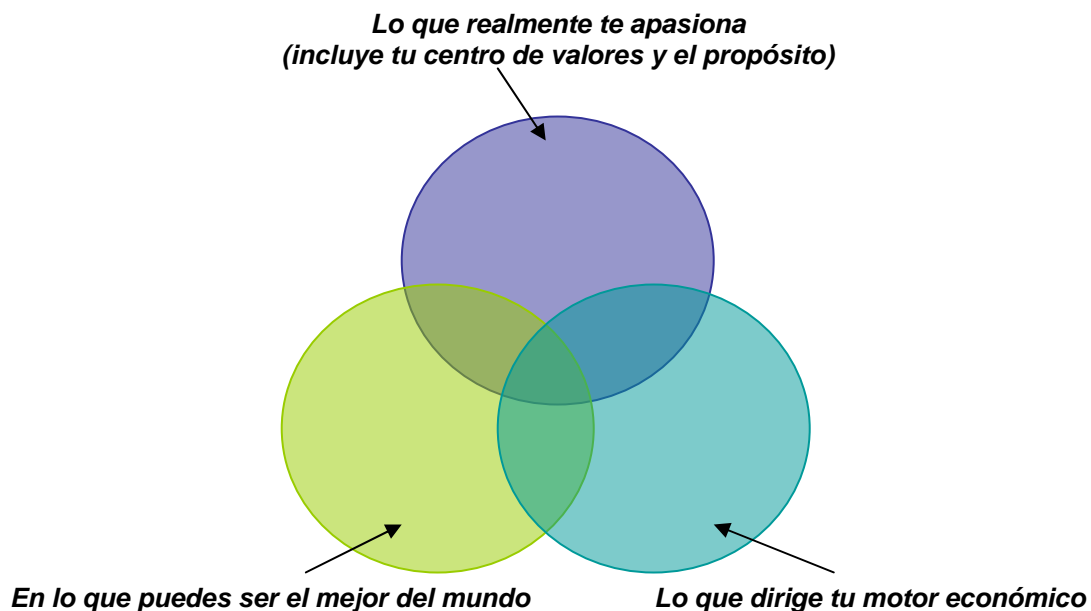 Lo que realmente te apasiona
(incluye tu centro de valores y el propósito)
En lo que puedes ser el mejor del mundo
Lo que dirige tu motor económico